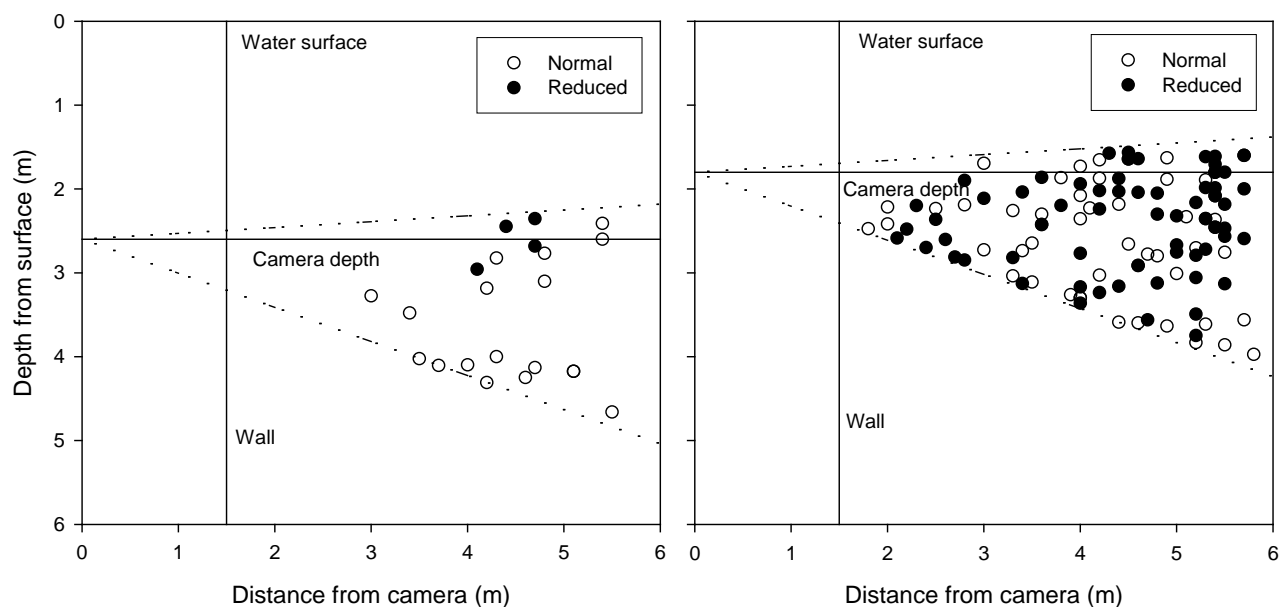 0
1
2
3
4
5
6
Depth from surface (m)
Water surface
Normal
Reduced
Camera depth
Wall
0 1 2 3 4 5 6
Distance from camera (m)
Water surface
Normal
Reduced
Camera depth
Wall
0 1 2 3 4 5 6
Distance from camera (m)